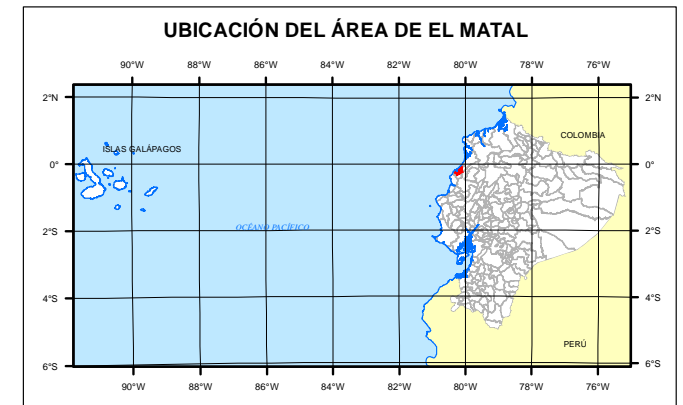 UBICACIÓN DEL ÁREA DE EL MATAL
90°W 88°W 86°W 84°W 82°W 80°W 78°W 76°W
2°N 2°N
COLOMBIA
ISLAS GALÁPAGOS
0° 0°
OCÉANO PACÍFICO
2°S 2°S
4°S 4°S
PERÚ
6°S 6°S
90°W 88°W 86°W 84°W 82°W 80°W 78°W 76°W